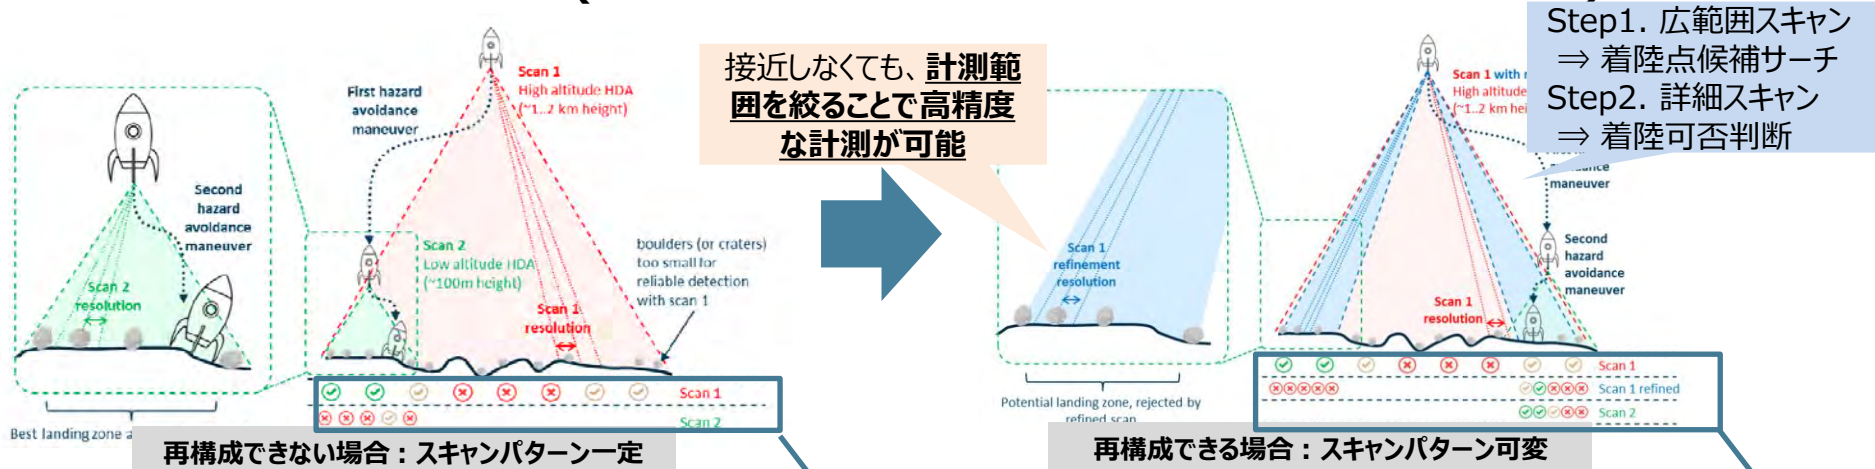 Step1. 広範囲スキャン
⇒ 着陸点候補サーチ
Step2. 詳細スキャン
⇒ 着陸可否判断
接近しなくても、計測範
囲を絞ることで高精度
な計測が可能
Scan 1
High altitude HDA
(~1..2 km height)
First hazard
avoidance
maneuver
Second
hazard
avoidance
maneuver
Scan 2
resolution
Scan 2
Low altitude HDA
(~100m height)
Scan 1
resolution
boulders (or craters)
too small for
reliable detection
with scan 1
Scan 1
Scan 2
Best landing zone
再構成できない場合：スキャンパターン一定
Scan 1 with
High altitude
(~1..2 km
maneuver
Second
hazard
avoidance
maneuver
Scan 1
refinement
resolution
Scan 1
resolution
Scan 1
Scan 1 refined
Scan 2
Potential landing zone, rejected by
refined scan
再構成できる場合：スキャンパターン可変